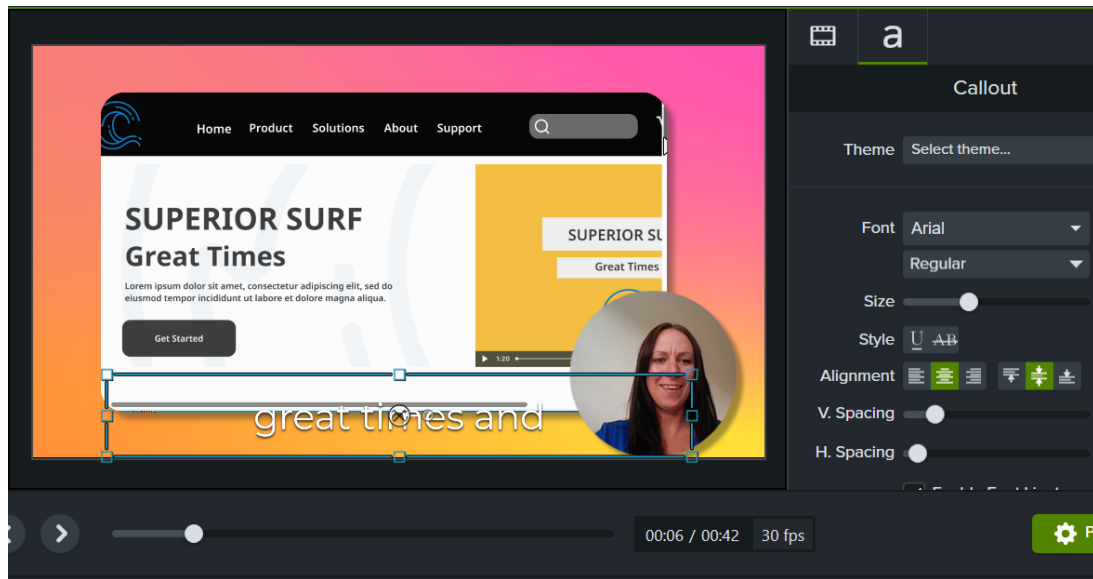 a
Callout
Home Product Solutions About Support
Theme Select theme...
SUPERIOR SURF
Great Times
Lorem ipsum dolor sit amet, consectetur adipiscing elit, sed do
eiusmod tempor incididunt ut labore et dolore magna aliqua.
Get Started
SUPERIOR SU
Great Times
1:20
great times and
Font Arial
Regular
Size
Style U AB
Alignment
V. Spacing
H. Spacing
00:06 / 00:42 30 fps
P